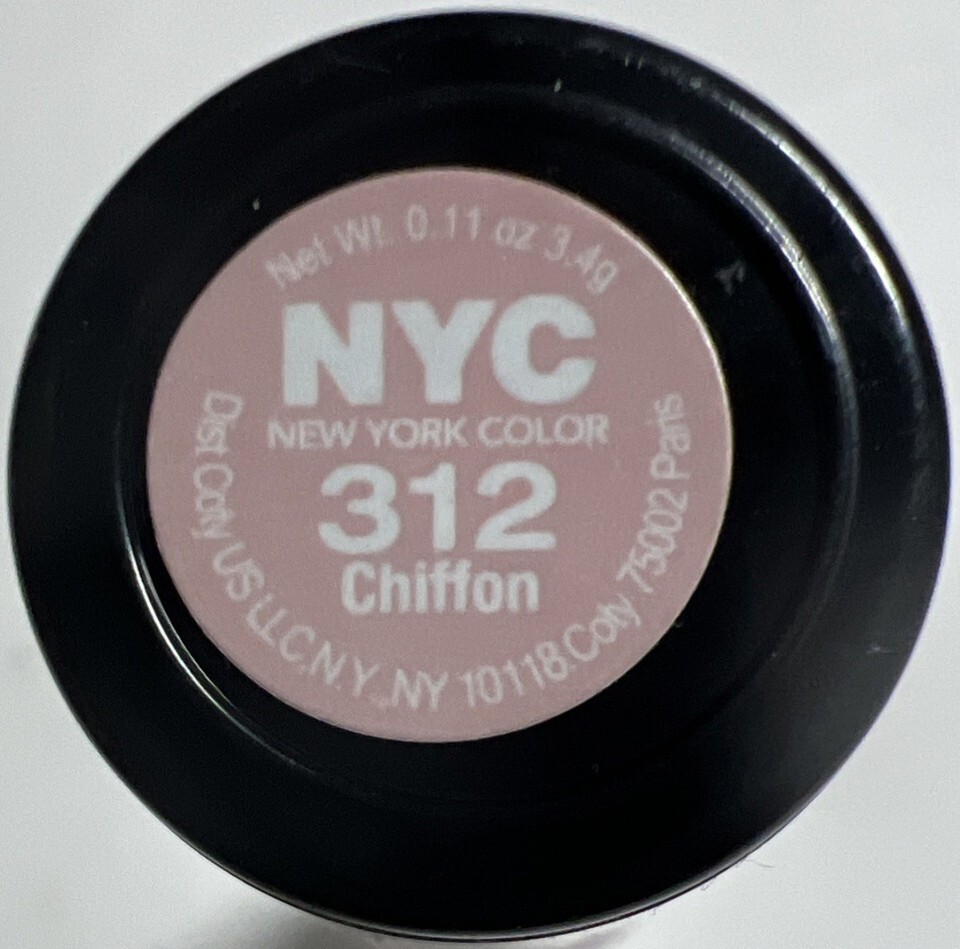 Net Wt. 0.11 oz 3.4g
NYC
NEW YORK COLOR
312
Chiffon
Dist Coty US LLC.N.Y. NY 10118.Coty 75002 Paris